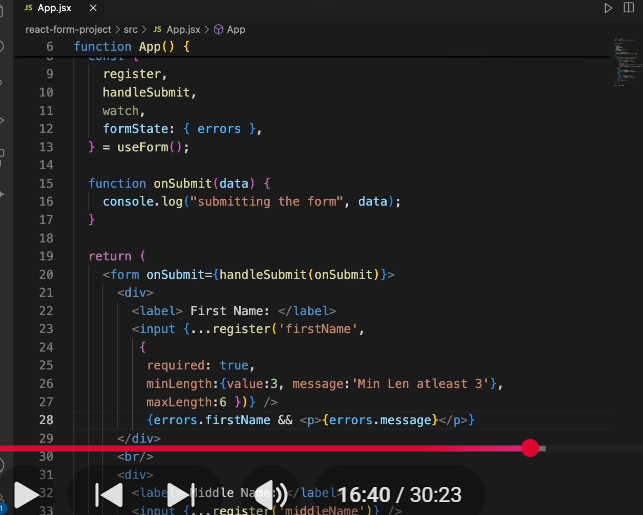 JS App.jsx ×
react-form-project > src > JS App.jsx > App
6 function App() {
8 const {
9 register,
10 handleSubmit,
11 watch,
12 formState: { errors },
13 } = useForm();
14
15 function onSubmit(data) {
16 console.log("submitting the form", data);
17 }
18
19 return (
20 <form onSubmit={handleSubmit(onSubmit)}>
21 <div>
22 <label> First Name: </label>
23 <input {...register('firstName',
24 {
25 required: true,
26 minLength:{value:3, message:'Min Len atleast 3'},
27 maxLength:6 })} />
28 {errors.firstName && <p>{errors.message}</p>}
29 </div>
30 <br/>
31 <div>
32 <label> Middle Name: </label>
33 <input {...register('middleName')} />
16:40 / 30:23